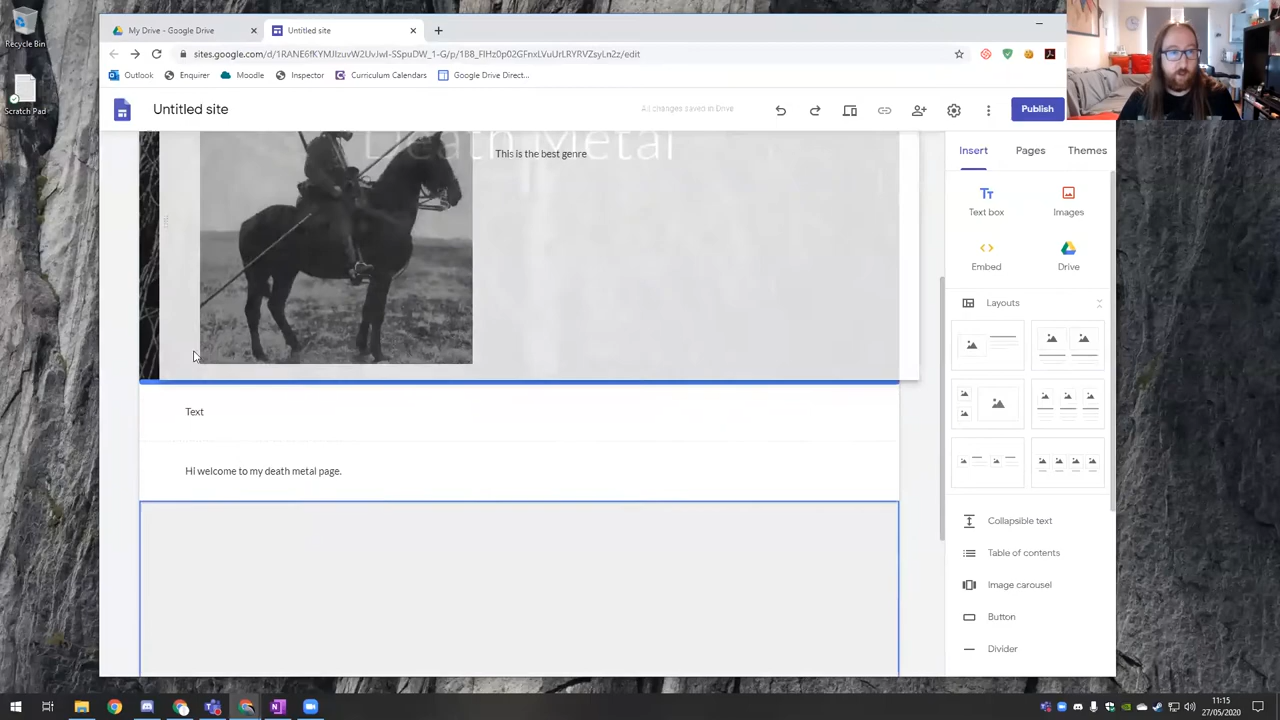 Recycle Bin
Scratch Pad
My Drive - Google Drive
Untitled site
sites.google.com/d/1RANE6fKYMJlzuvW2UvJwI-SSpuDW_1-G/p/1B8_FIHz0p02GFnxLVuUrLRYRVZsyLn2z/edit
Outlook
Enquirer
Moodle
Inspector
Curriculum Calendars
Google Drive Direct...
Untitled site
All changes saved in Drive
Publish
Death Metal
This is the best genre
Text
Hi welcome to my death metal page.
Insert
Pages
Themes
Tт Text box
Images
Embed
Drive
Layouts
Collapsible text
Table of contents
Image carousel
Button
Divider
11:15
27/05/2020